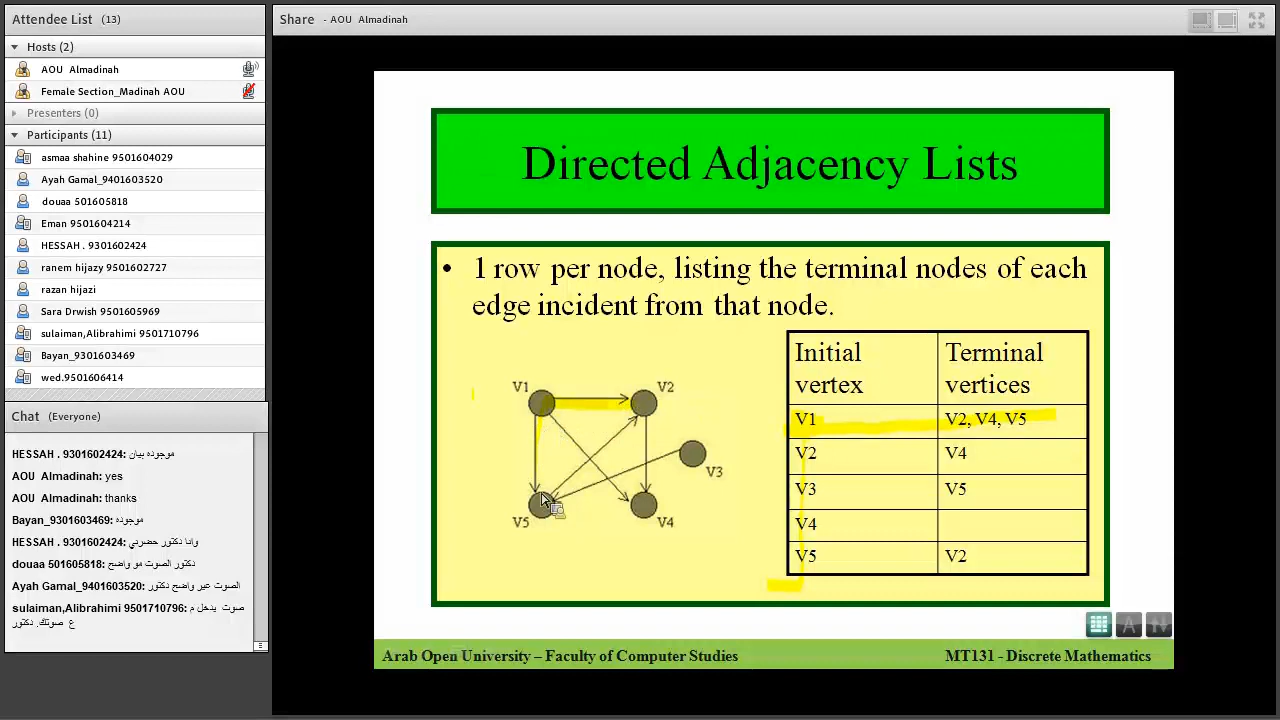 Attendee List (13)
Hosts (2)
AOU Almadinah
Female Section_Madinah AOU
Presenters (0)
Participants (11)
asmaa shahine 9501604029
Ayah Gamal_9401603520
douaa 501605818
Eman 9501604214
HESSAH . 9301602424
ranem hijazy 9501602727
razan hijazi
Sara Drwish 9501605969
sulaiman,Alibrahimi 9501710796
Bayan_9301603469
wed.9501606414
Chat (Everyone)
HESSAH . 9301602424: موجوده بيان
AOU Almadinah: yes
AOU Almadinah: thanks
Bayan_9301603469: موجوده
HESSAH . 9301602424: وانا دكتور حضرني
douaa 501605818: دكتور الصوت مو واضح
Ayah Gamal_9401603520: الصوت غير واضح دكتور
sulaiman,Alibrahimi 9501710796: صوت يدخل م
ع صوتك. دكتور
Share - AOU Almadinah
Directed Adjacency Lists
• 1 row per node, listing the terminal nodes of each
edge incident from that node.
V1 V2
V3
V5 V4
Initial vertex Terminal vertices
V1 V2, V4, V5
V2 V4
V3 V5
V4
V5 V2
A
Arab Open University – Faculty of Computer Studies MT131 - Discrete Mathematics